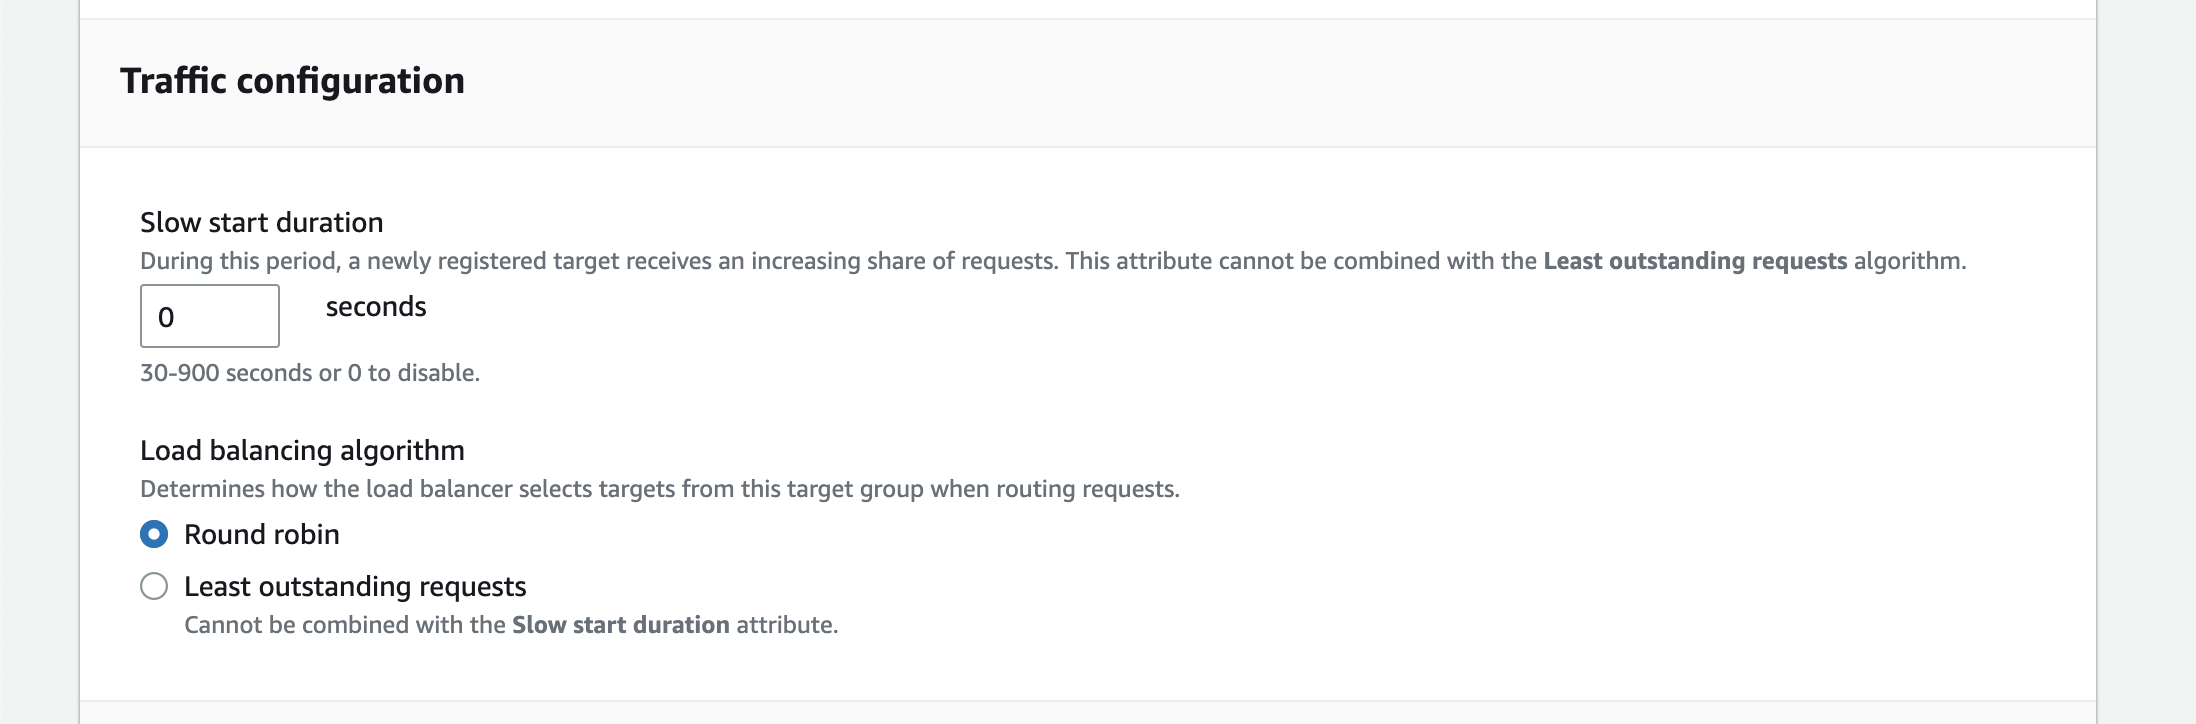 Traffic configuration
Slow start duration
During this period, a newly registered target receives an increasing share of requests. This attribute cannot be combined with the Least outstanding requests algorithm.
0 seconds
30-900 seconds or 0 to disable.
Load balancing algorithm
Determines how the load balancer selects targets from this target group when routing requests.
Round robin
Least outstanding requests
Cannot be combined with the Slow start duration attribute.